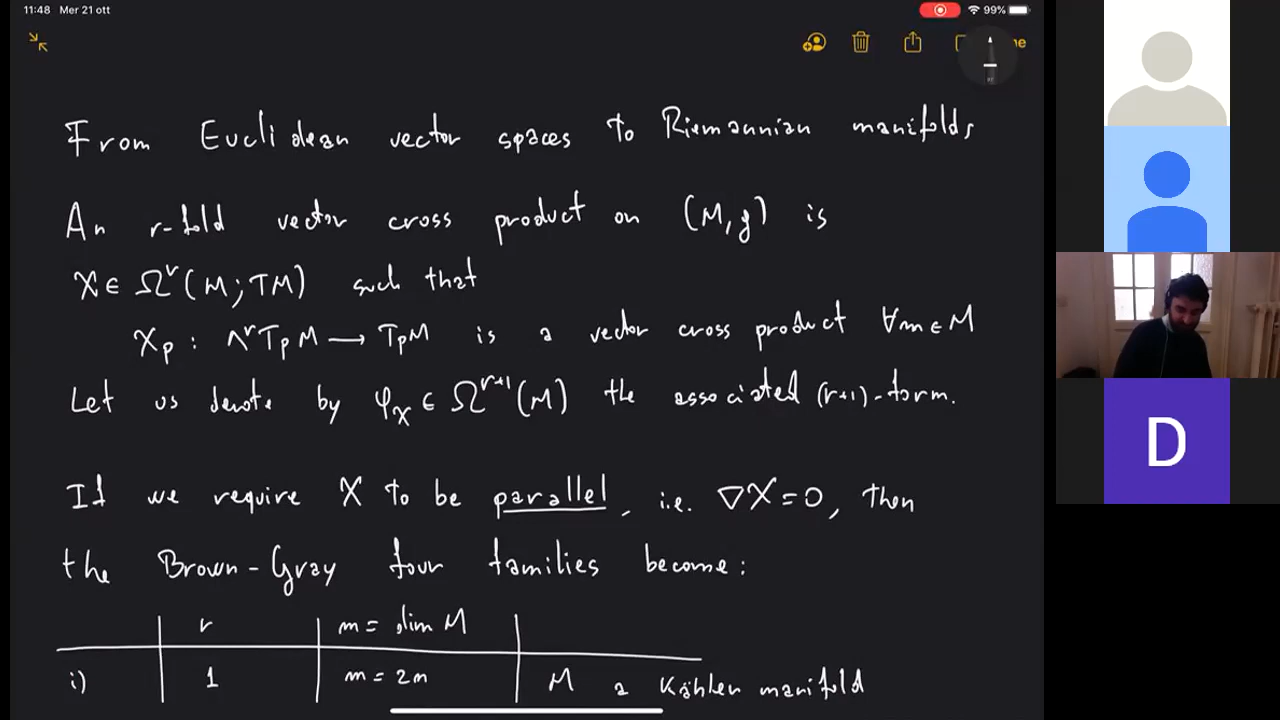 11:48 Mer 21 ott
99%
From Euclidean vector spaces to Riemannian manifolds
An r-fold vector cross product on (M, g) is
X ∈ Ω^r(M; TM) such that
X_p : Λ^r T_pM → T_pM is a vector cross product ∀m ∈ M
Let us denote by φ_X ∈ Ω^{r+1}(M) the associated (r+1)-form.
If we require X to be parallel, i.e. ∇X = 0, then
the Brown-Gray four families become:
r m = dim M
i) 1 m = 2n M a Kähler manifold
D